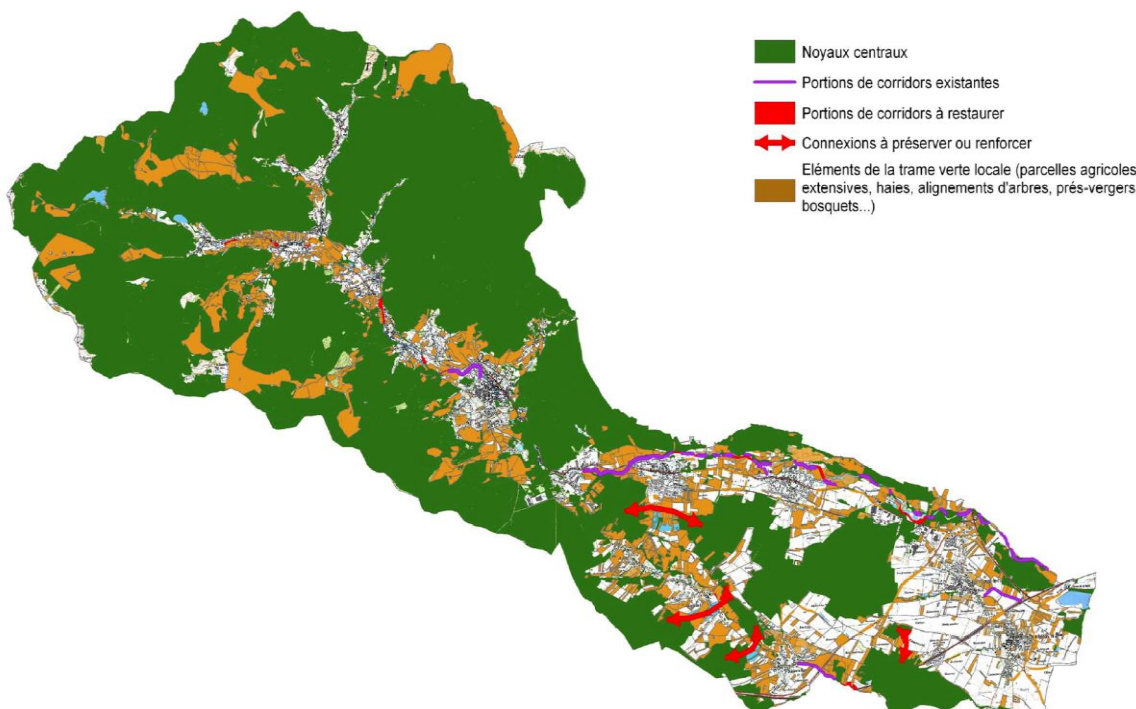 Noyaux centraux
Portions de corridors existantes
Portions de corridors à restaurer
Connexions à préserver ou renforcer
Eléments de la trame verte locale (parcelles agricoles
extensives, haies, alignements d'arbres, prés-vergers
bosquets...)